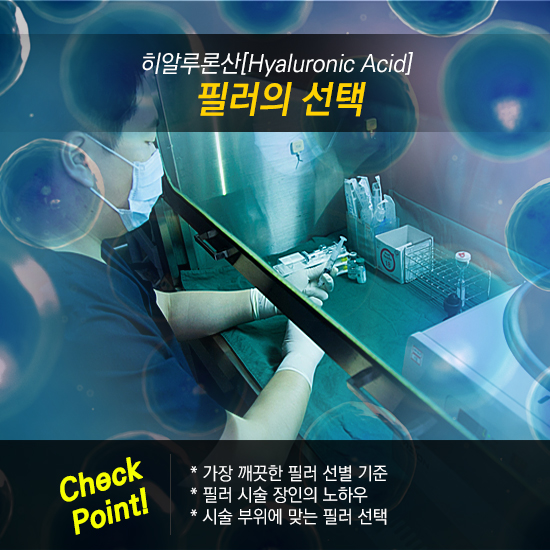 히알루론산[Hyaluronic Acid]
필러의 선택
Check
Point!
* 가장 깨끗한 필러 선별 기준
* 필러 시술 장인의 노하우
* 시술 부위에 맞는 필러 선택